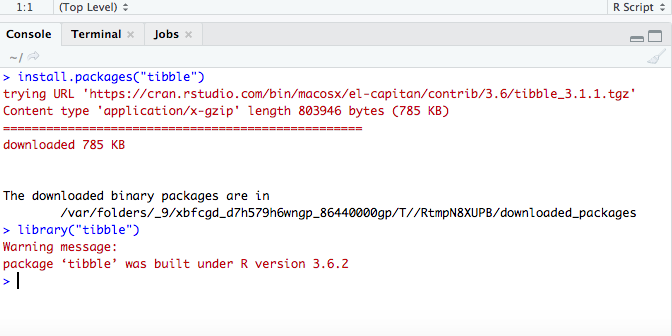 1:1 (Top Level) R Script
Console Terminal Jobs
~/
> install.packages("tibble")
trying URL 'https://cran.rstudio.com/bin/macosx/el-capitan/contrib/3.6/tibble_3.1.1.tgz'
Content type 'application/x-gzip' length 803946 bytes (785 KB)
==================================================
downloaded 785 KB
The downloaded binary packages are in
/var/folders/_9/xbfcgd_d7h579h6wngp_86440000gp/T//RtmpN8XUPB/downloaded_packages
> library("tibble")
Warning message:
package ‘tibble’ was built under R version 3.6.2
>